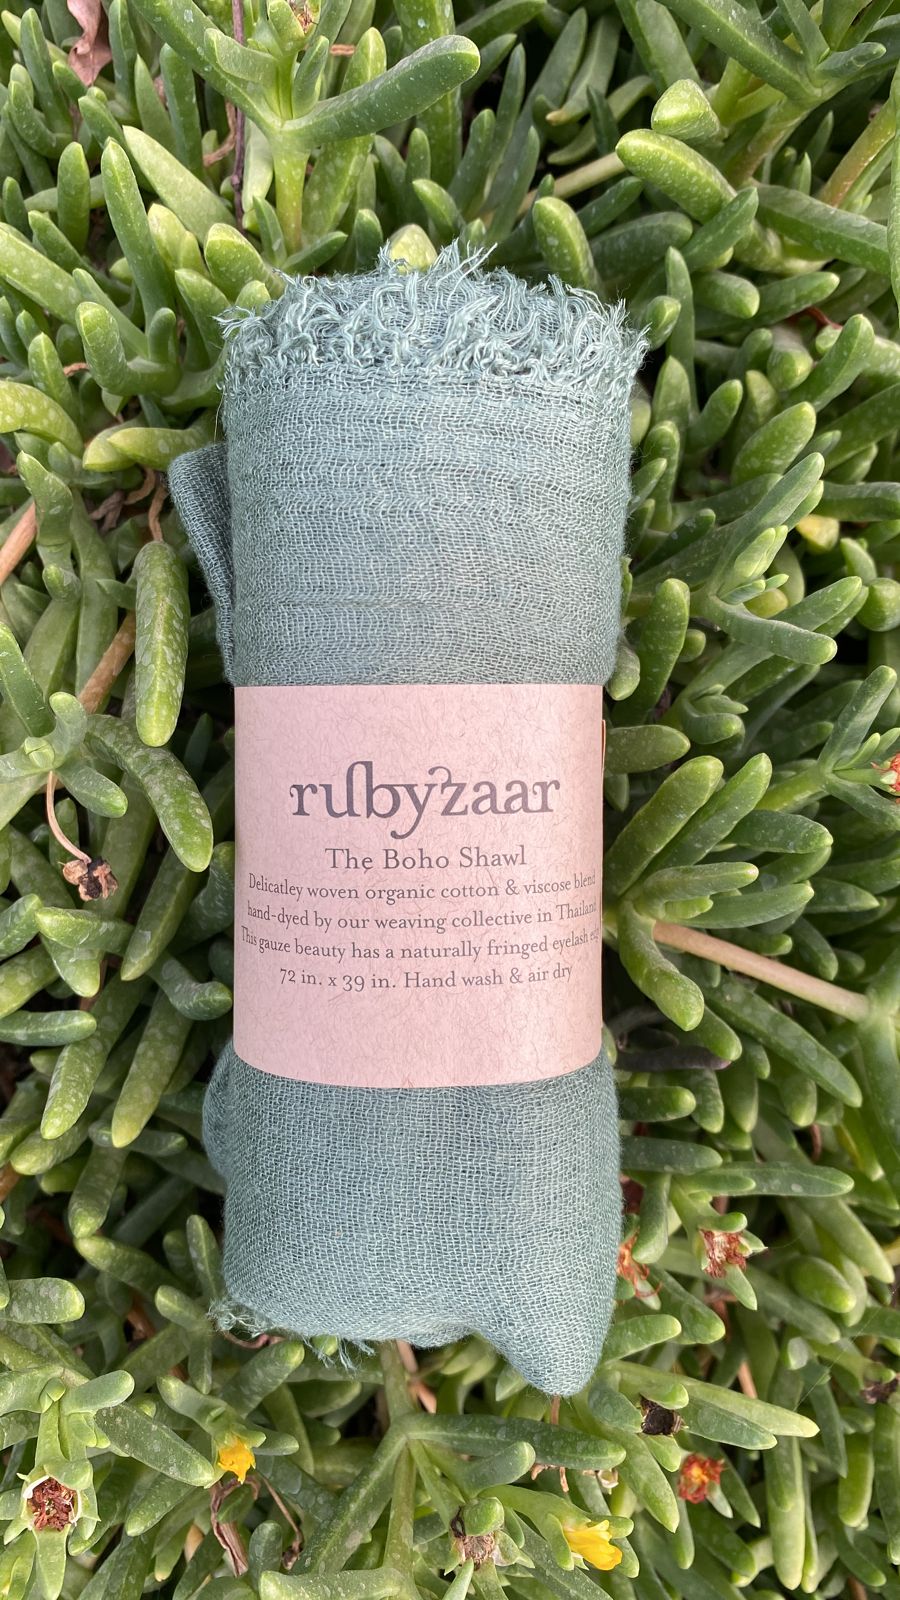 rubyzaar
The Boho Shawl
Delicatley woven organic cotton & viscose blend
hand-dyed by our weaving collective in Thailand
This gauze beauty has a naturally fringed eyelash
72 in. x 39 in. Hand wash & air dry